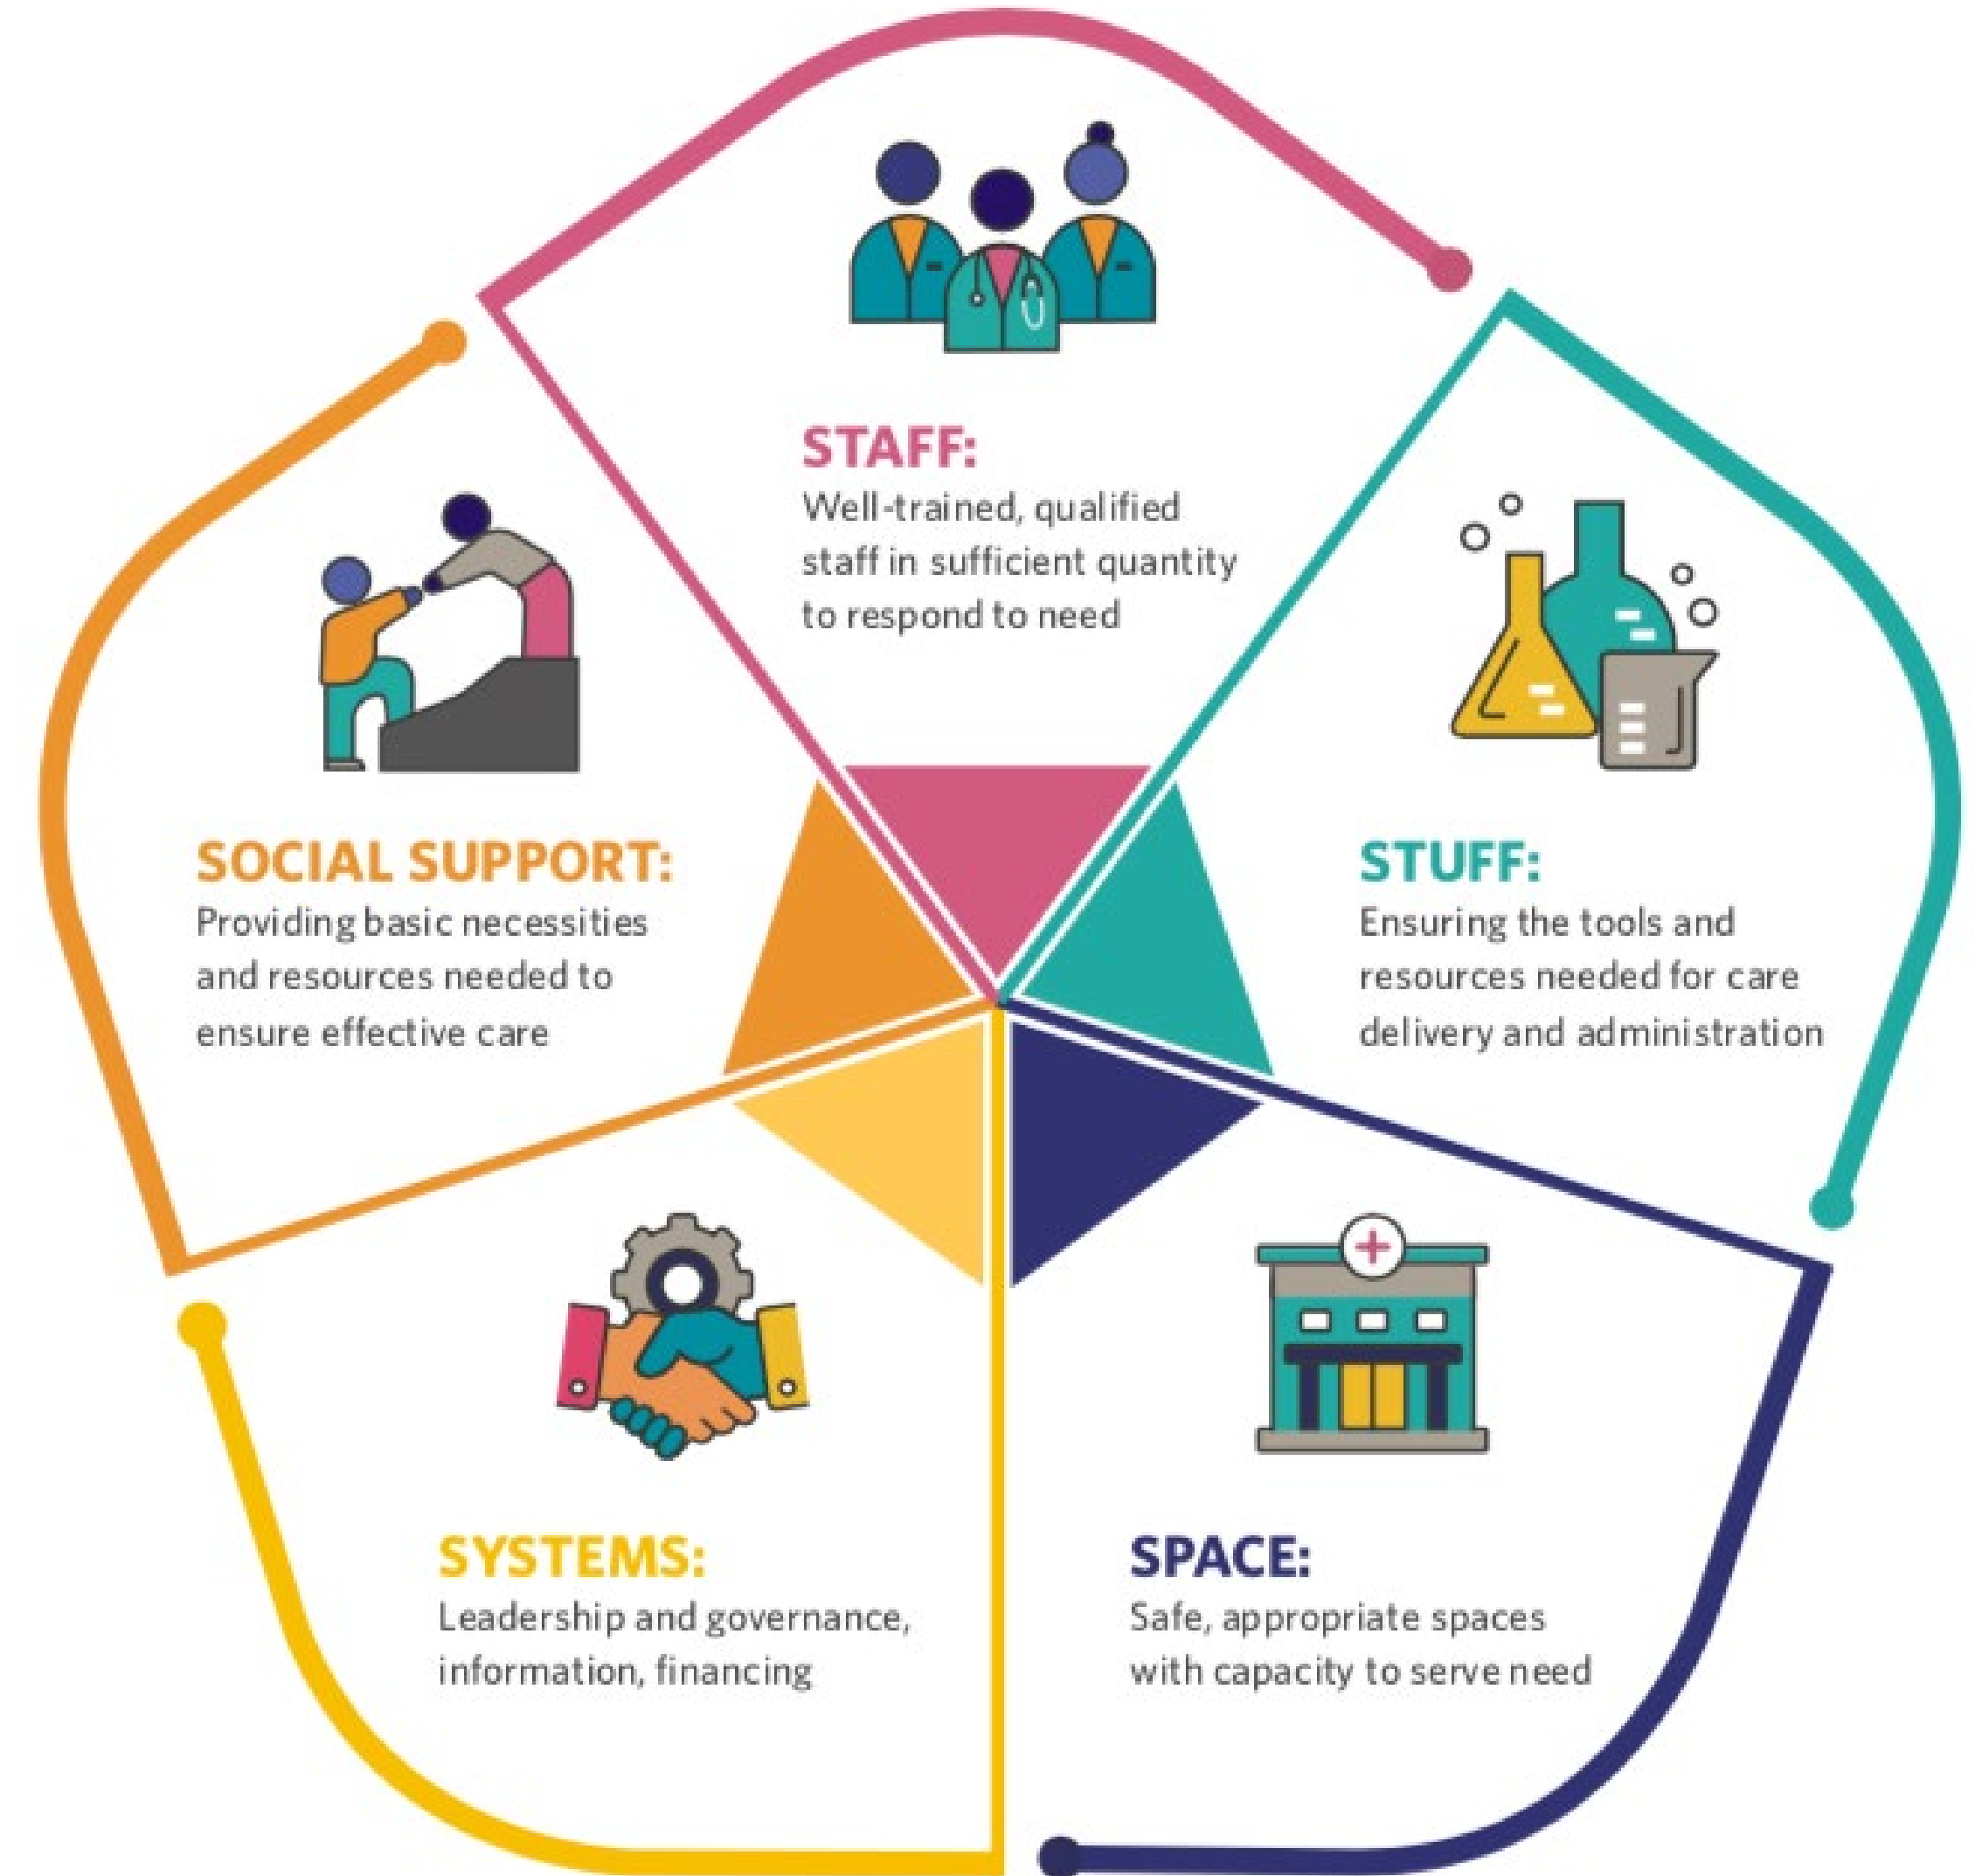 STAFF:
Well-trained, qualified
staff in sufficient quantity
to respond to need
SOCIAL SUPPORT:
Providing basic necessities
and resources needed to
ensure effective care
STUFF:
Ensuring the tools and
resources needed for care
delivery and administration
SYSTEMS:
Leadership and governance,
information, financing
SPACE:
Safe, appropriate spaces
with capacity to serve need